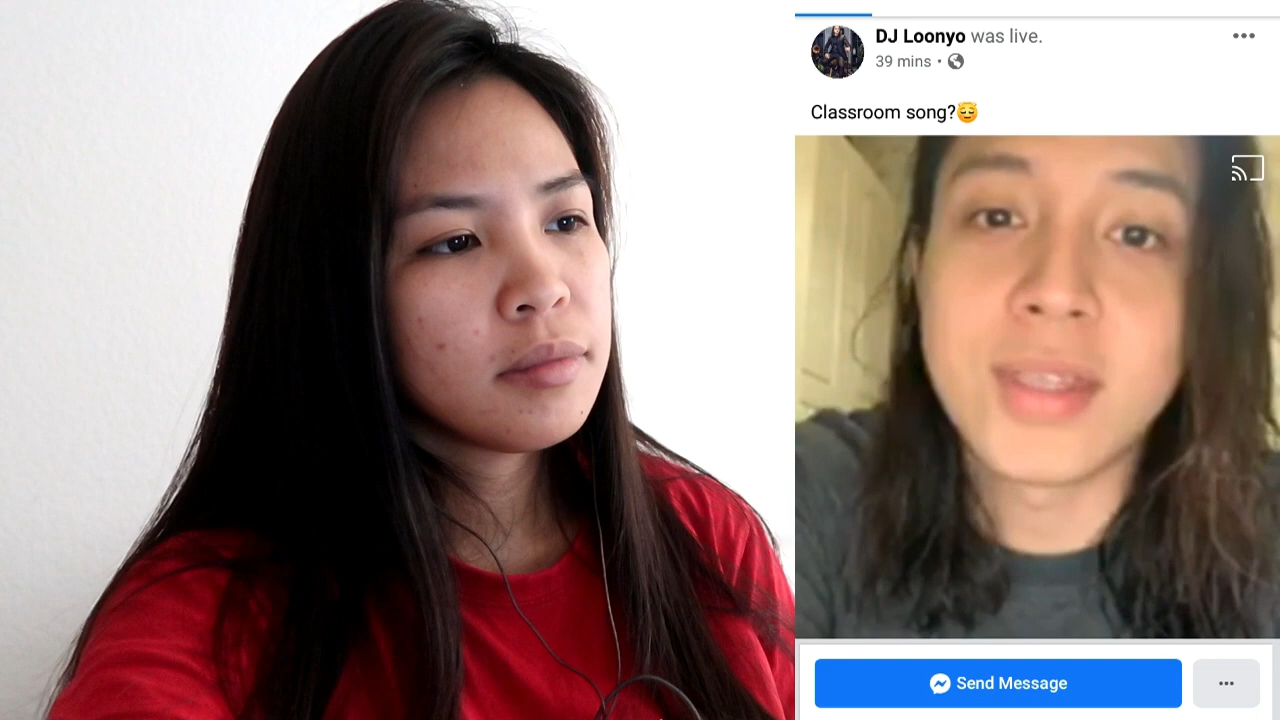 DJ Loonyo was live.
39 mins •
Classroom song?😇
Send Message